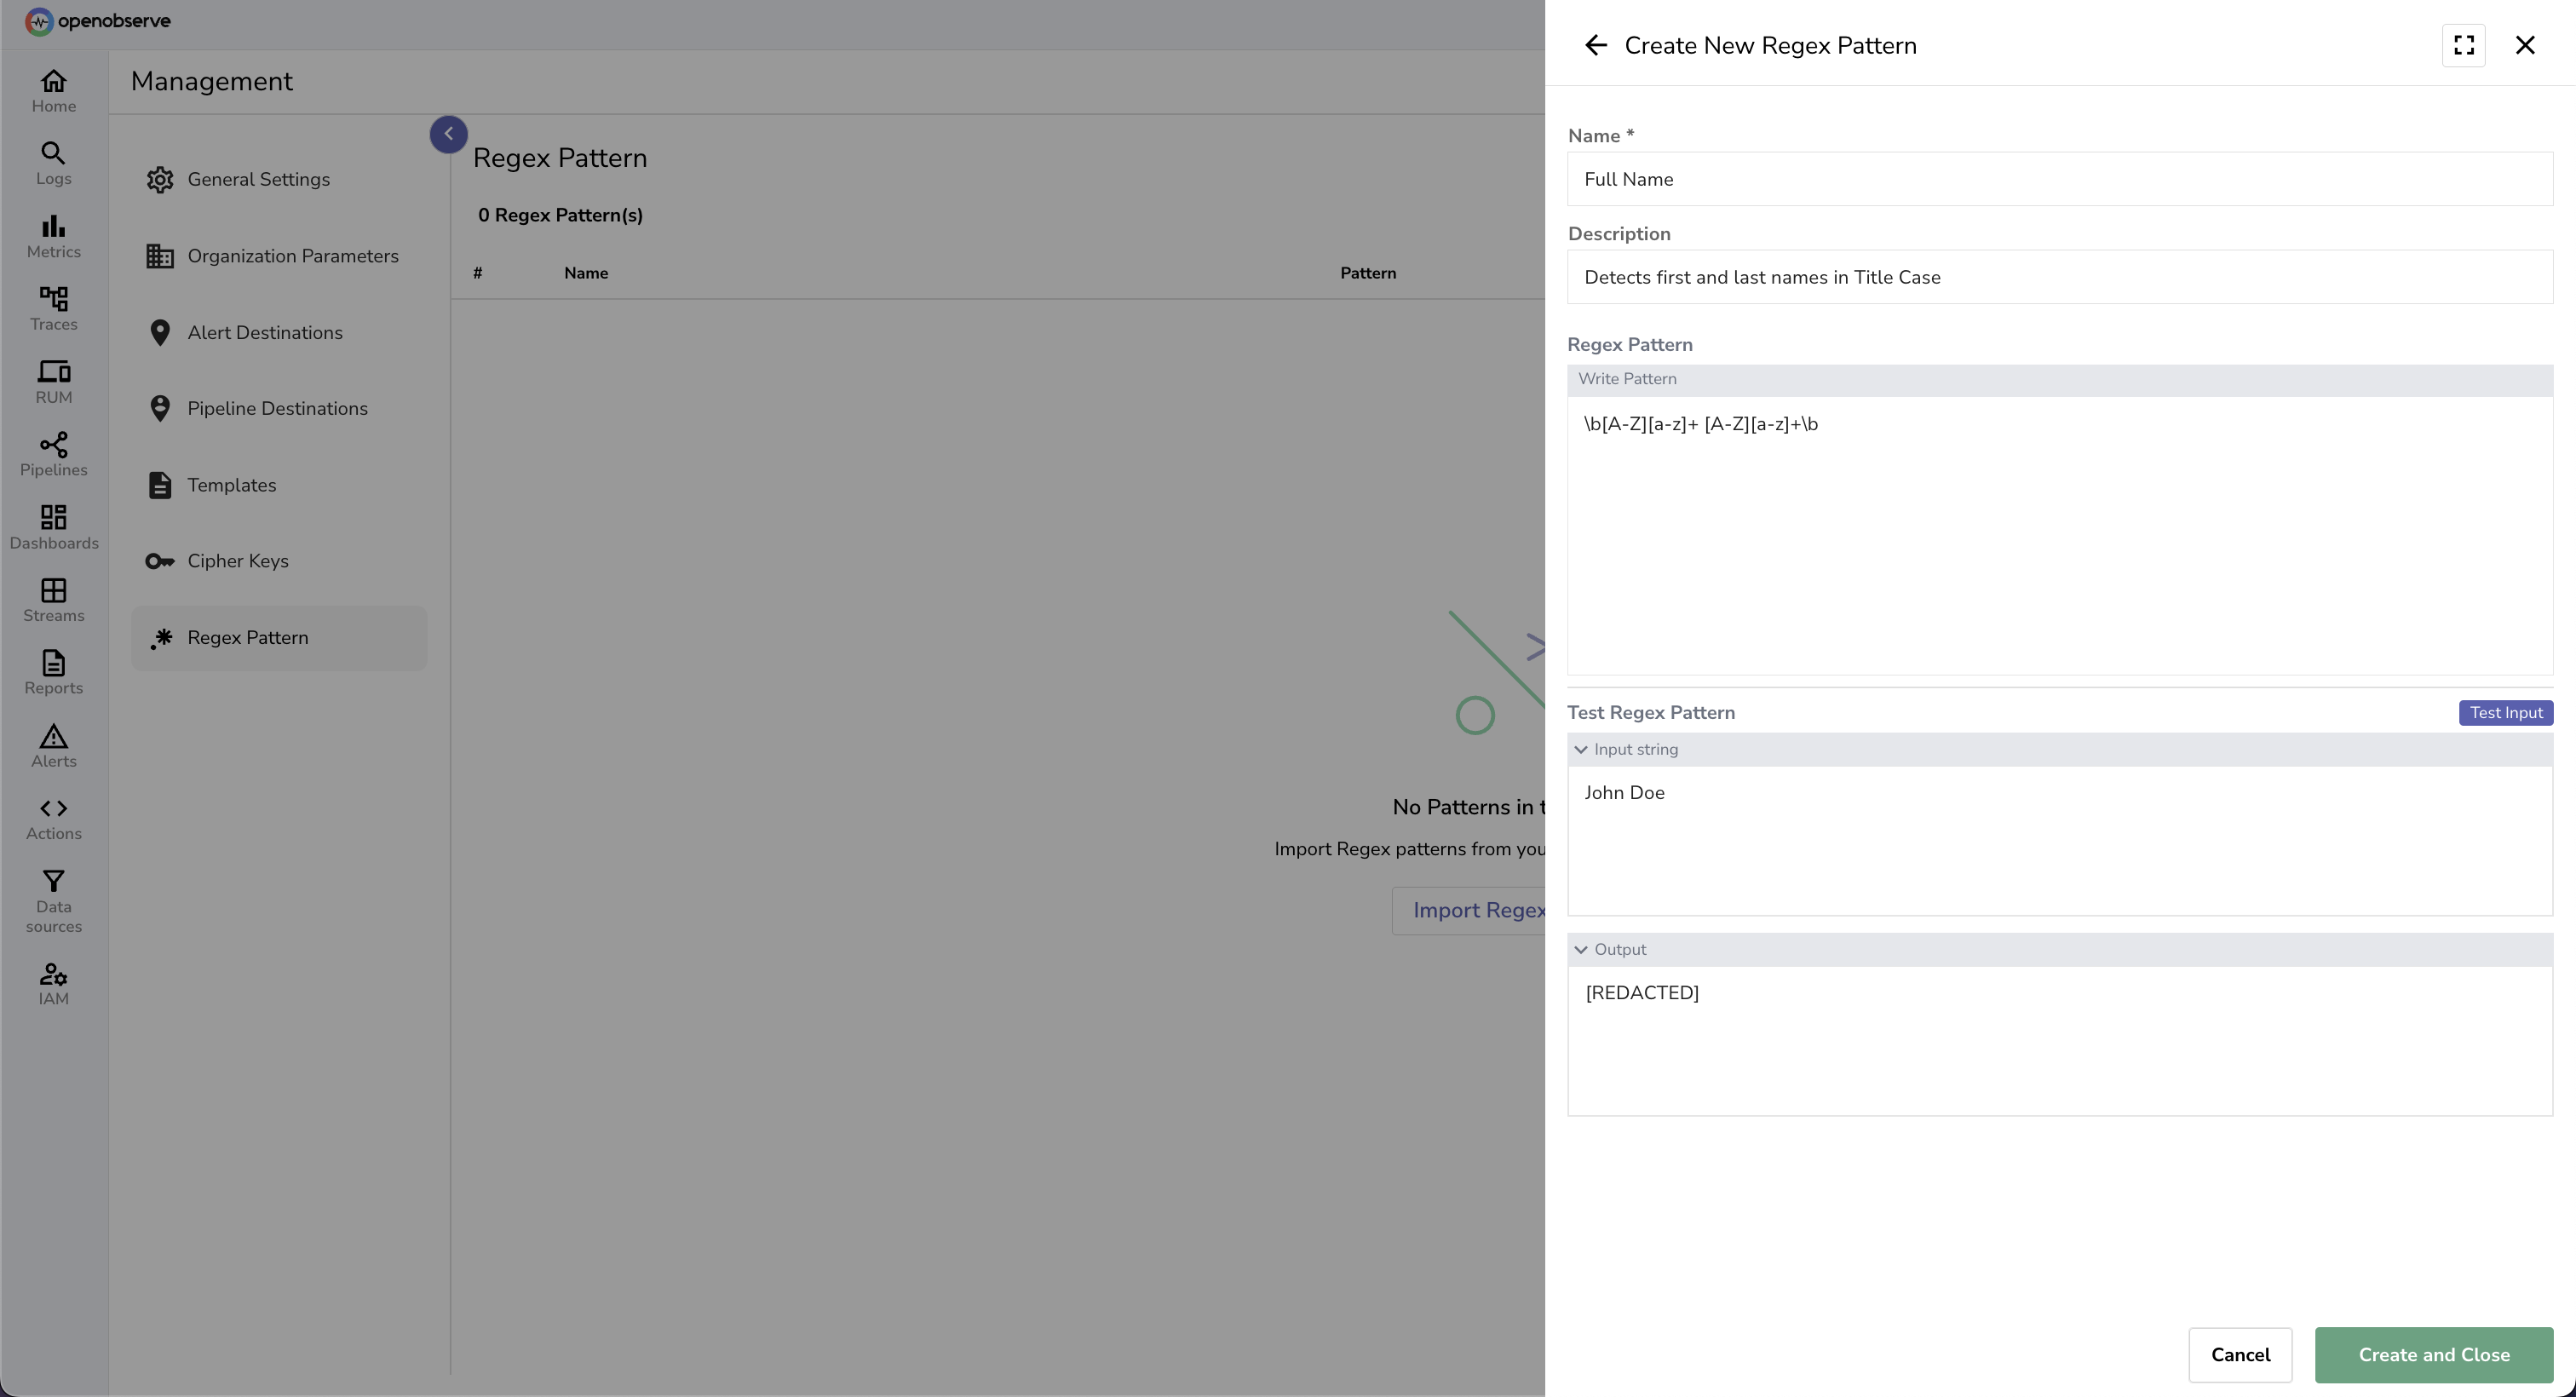 openobserve
Home
Logs
Metrics
Traces
RUM
Pipelines
Dashboards
Streams
Reports
Alerts
Actions
Data
sources
IAM
Management
General Settings
Organization Parameters
Alert Destinations
Pipeline Destinations
Templates
Cipher Keys
Regex Pattern
Regex Pattern
0 Regex Pattern(s)
# Name Pattern
No Patterns in t
Import Regex patterns from you
Import Regex
Create New Regex Pattern
Name *
Full Name
Description
Detects first and last names in Title Case
Regex Pattern
Write Pattern
\b[A-Z][a-z]+ [A-Z][a-z]+\b
Test Regex Pattern Test Input
Input string
John Doe
Output
[REDACTED]
Cancel Create and Close